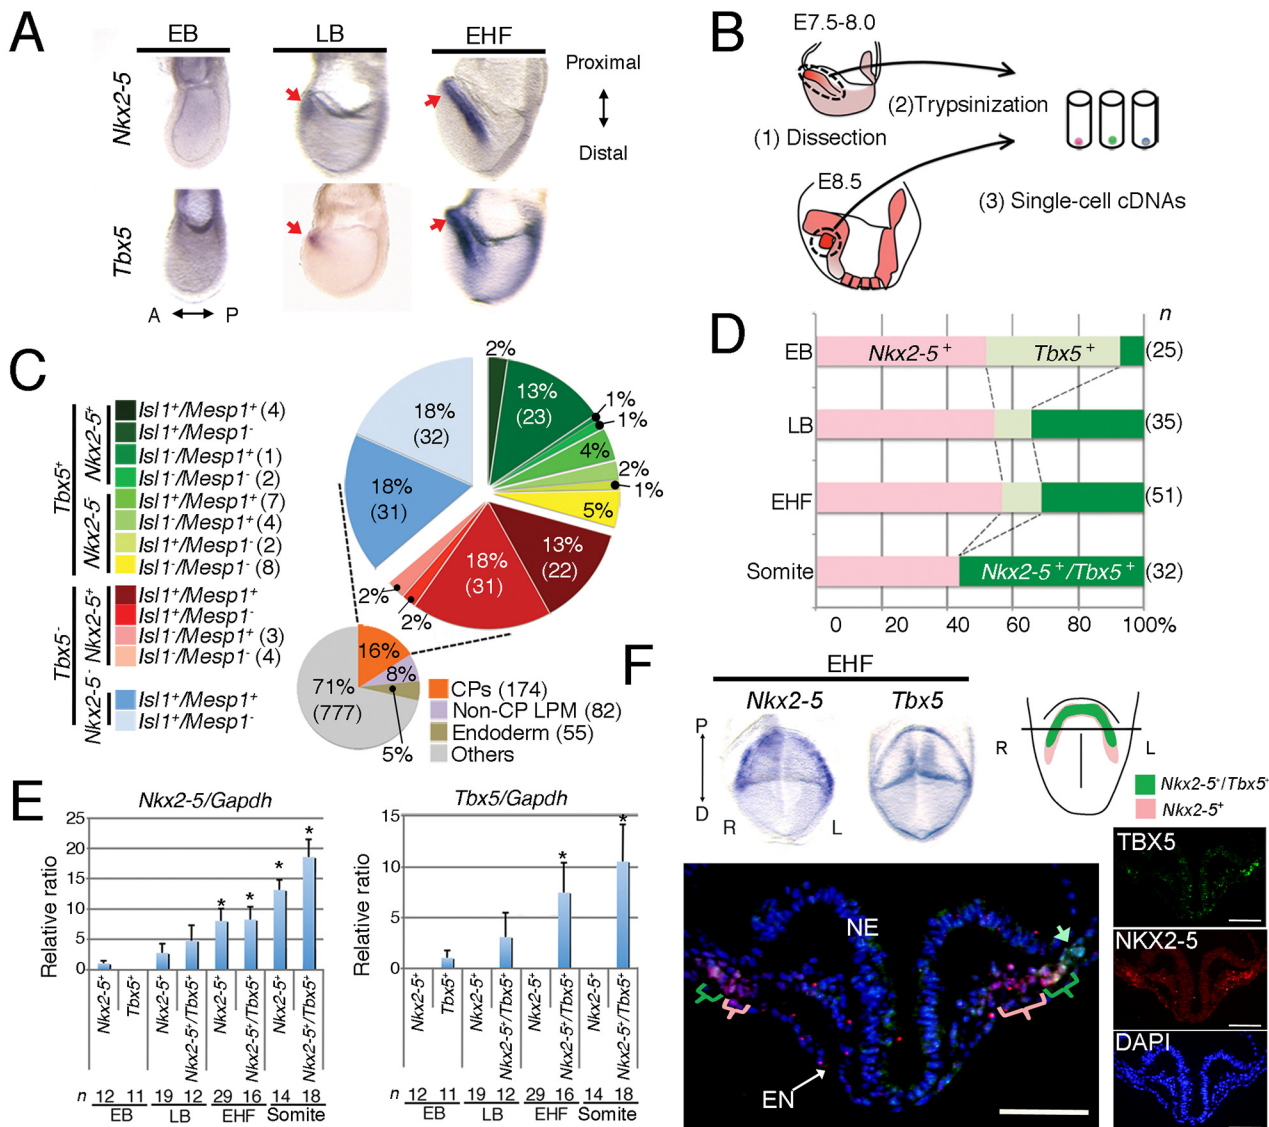 A
EB
LB
EHF
Nkx2-5
Tbx5
Proximal
Distal
A
P
B
E7.5-8.0
(2)Trypsinization
(1) Dissection
E8.5
(3) Single-cell cDNAs
C
Tbx5+
Nkx2-5+
Isl1+/Mesp1+ (4)
Isl1+/Mesp1-
Isl1-/Mesp1+ (1)
Isl1-/Mesp1- (2)
Nkx2-5-
Isl1+/Mesp1+ (7)
Isl1-/Mesp1+ (4)
Isl1+/Mesp1- (2)
Isl1-/Mesp1- (8)
Tbx5-
Nkx2-5+
Isl1+/Mesp1+
Isl1+/Mesp1-
Isl1-/Mesp1+ (3)
Isl1-/Mesp1- (4)
Nkx2-5-
Isl1+/Mesp1+
Isl1+/Mesp1-
2%
13%
(23)
1%
1%
4%
2%
1%
5%
13%
(22)
18%
(31)
2%
2%
18%
(31)
18%
(32)
16%
8%
5%
71%
(777)
CPs (174)
Non-CP LPM (82)
Endoderm (55)
Others
D
n
EB
Nkx2-5+
Tbx5+
(25)
LB
(35)
EHF
(51)
Somite
Nkx2-5+/Tbx5+
(32)
0 20 40 60 80 100%
E
Nkx2-5/Gapdh
Relative ratio
25
20
15
10
5
0
* * * *
Nkx2-5+ Tbx5+ Nkx2-5+ Nkx2-5+/Tbx5+ Nkx2-5+ Nkx2-5+/Tbx5+ Nkx2-5+ Nkx2-5+/Tbx5+
n 12 11 19 12 29 16 14 18
EB LB EHF Somite
Tbx5/Gapdh
Relative ratio
15
10
5
0
* *
Nkx2-5+ Tbx5+ Nkx2-5+ Nkx2-5+/Tbx5+ Nkx2-5+ Nkx2-5+/Tbx5+ Nkx2-5+ Nkx2-5+/Tbx5+
n 12 11 19 12 29 16 14 18
EB LB EHF Somite
F
EHF
Nkx2-5
Tbx5
P
D
R
L
R
L
Nkx2-5+/Tbx5+
Nkx2-5+
NE
EN
TBX5
NKX2-5
DAPI